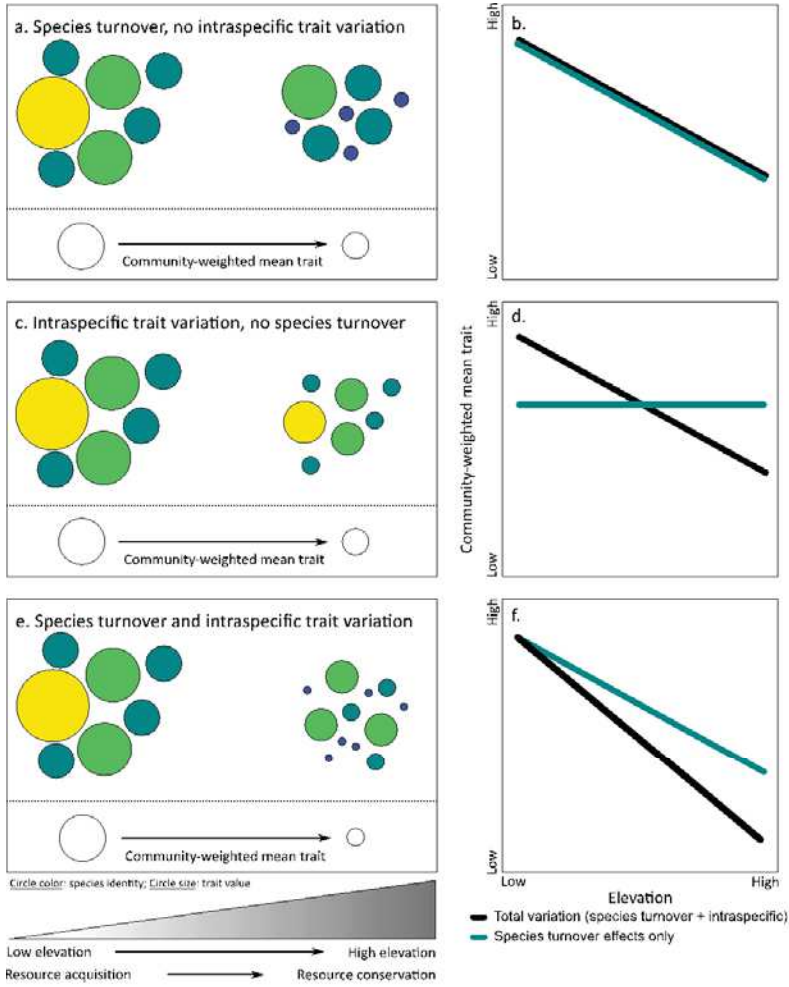 a. Species turnover, no intraspecific trait variation
Community-weighted mean trait
b.
High
Low
c. Intraspecific trait variation, no species turnover
Community-weighted mean trait
d.
High
Community-weighted mean trait
Low
e. Species turnover and intraspecific trait variation
Community-weighted mean trait
f.
High
Low
Low
High
Elevation
Circle color: species identity; Circle size: trait value
Low elevation
High elevation
Resource acquisition
Resource conservation
Total variation (species turnover + intraspecific)
Species turnover effects only